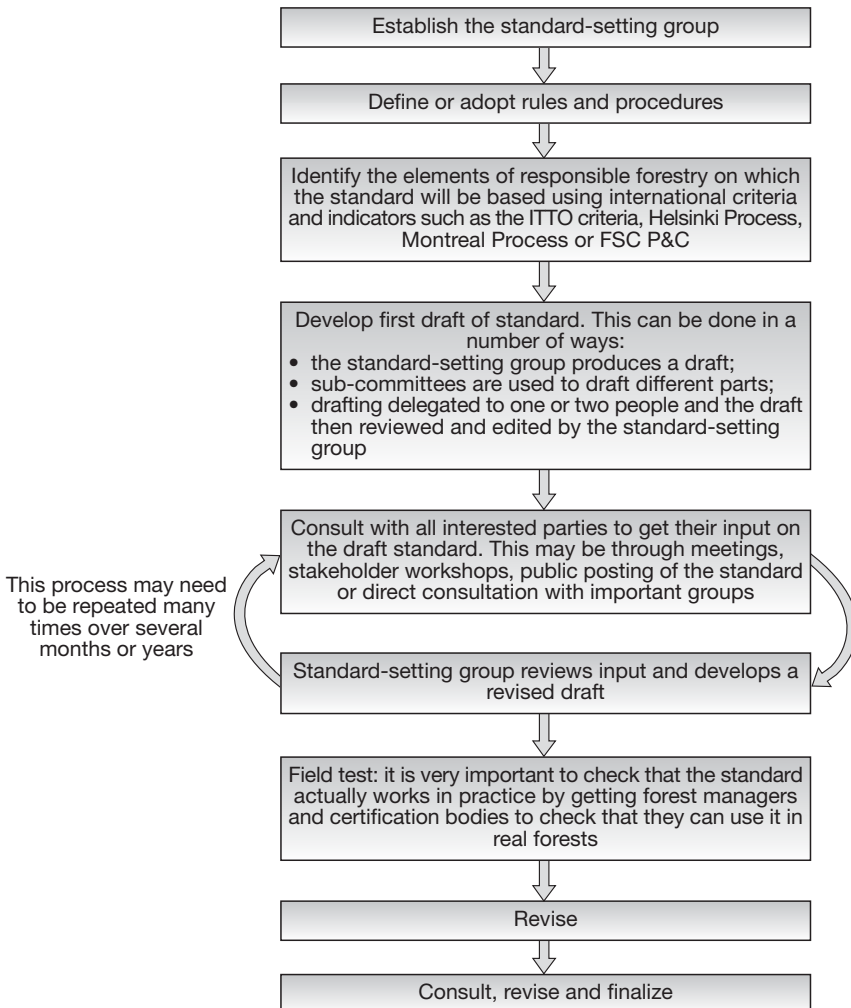 Establish the standard-setting group
Define or adopt rules and procedures
Identify the elements of responsible forestry on which
the standard will be based using international criteria
and indicators such as the ITTO criteria, Helsinki Process,
Montreal Process or FSC P&C
Develop first draft of standard. This can be done in a
number of ways:
• the standard-setting group produces a draft;
• sub-committees are used to draft different parts;
• drafting delegated to one or two people and the draft
then reviewed and edited by the standard-setting
group
Consult with all interested parties to get their input on
the draft standard. This may be through meetings,
stakeholder workshops, public posting of the standard
or direct consultation with important groups
This process may need
to be repeated many
times over several
months or years
Standard-setting group reviews input and develops a
revised draft
Field test: it is very important to check that the standard
actually works in practice by getting forest managers
and certification bodies to check that they can use it in
real forests
Revise
Consult, revise and finalize